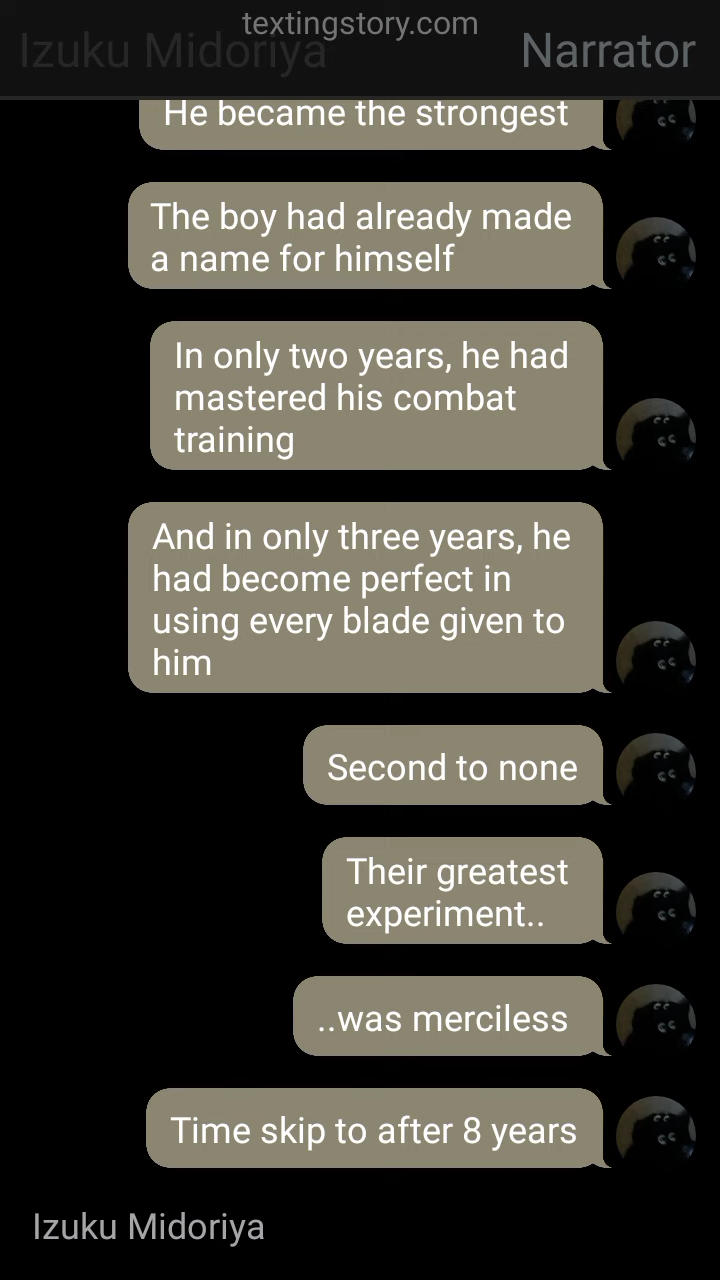 textingstory.com
Izuku Midoriya
Narrator
He became the strongest
The boy had already made
a name for himself
In only two years, he had
mastered his combat
training
And in only three years, he
had become perfect in
using every blade given to
him
Second to none
Their greatest
experiment..
..was merciless
Time skip to after 8 years
Izuku Midoriya